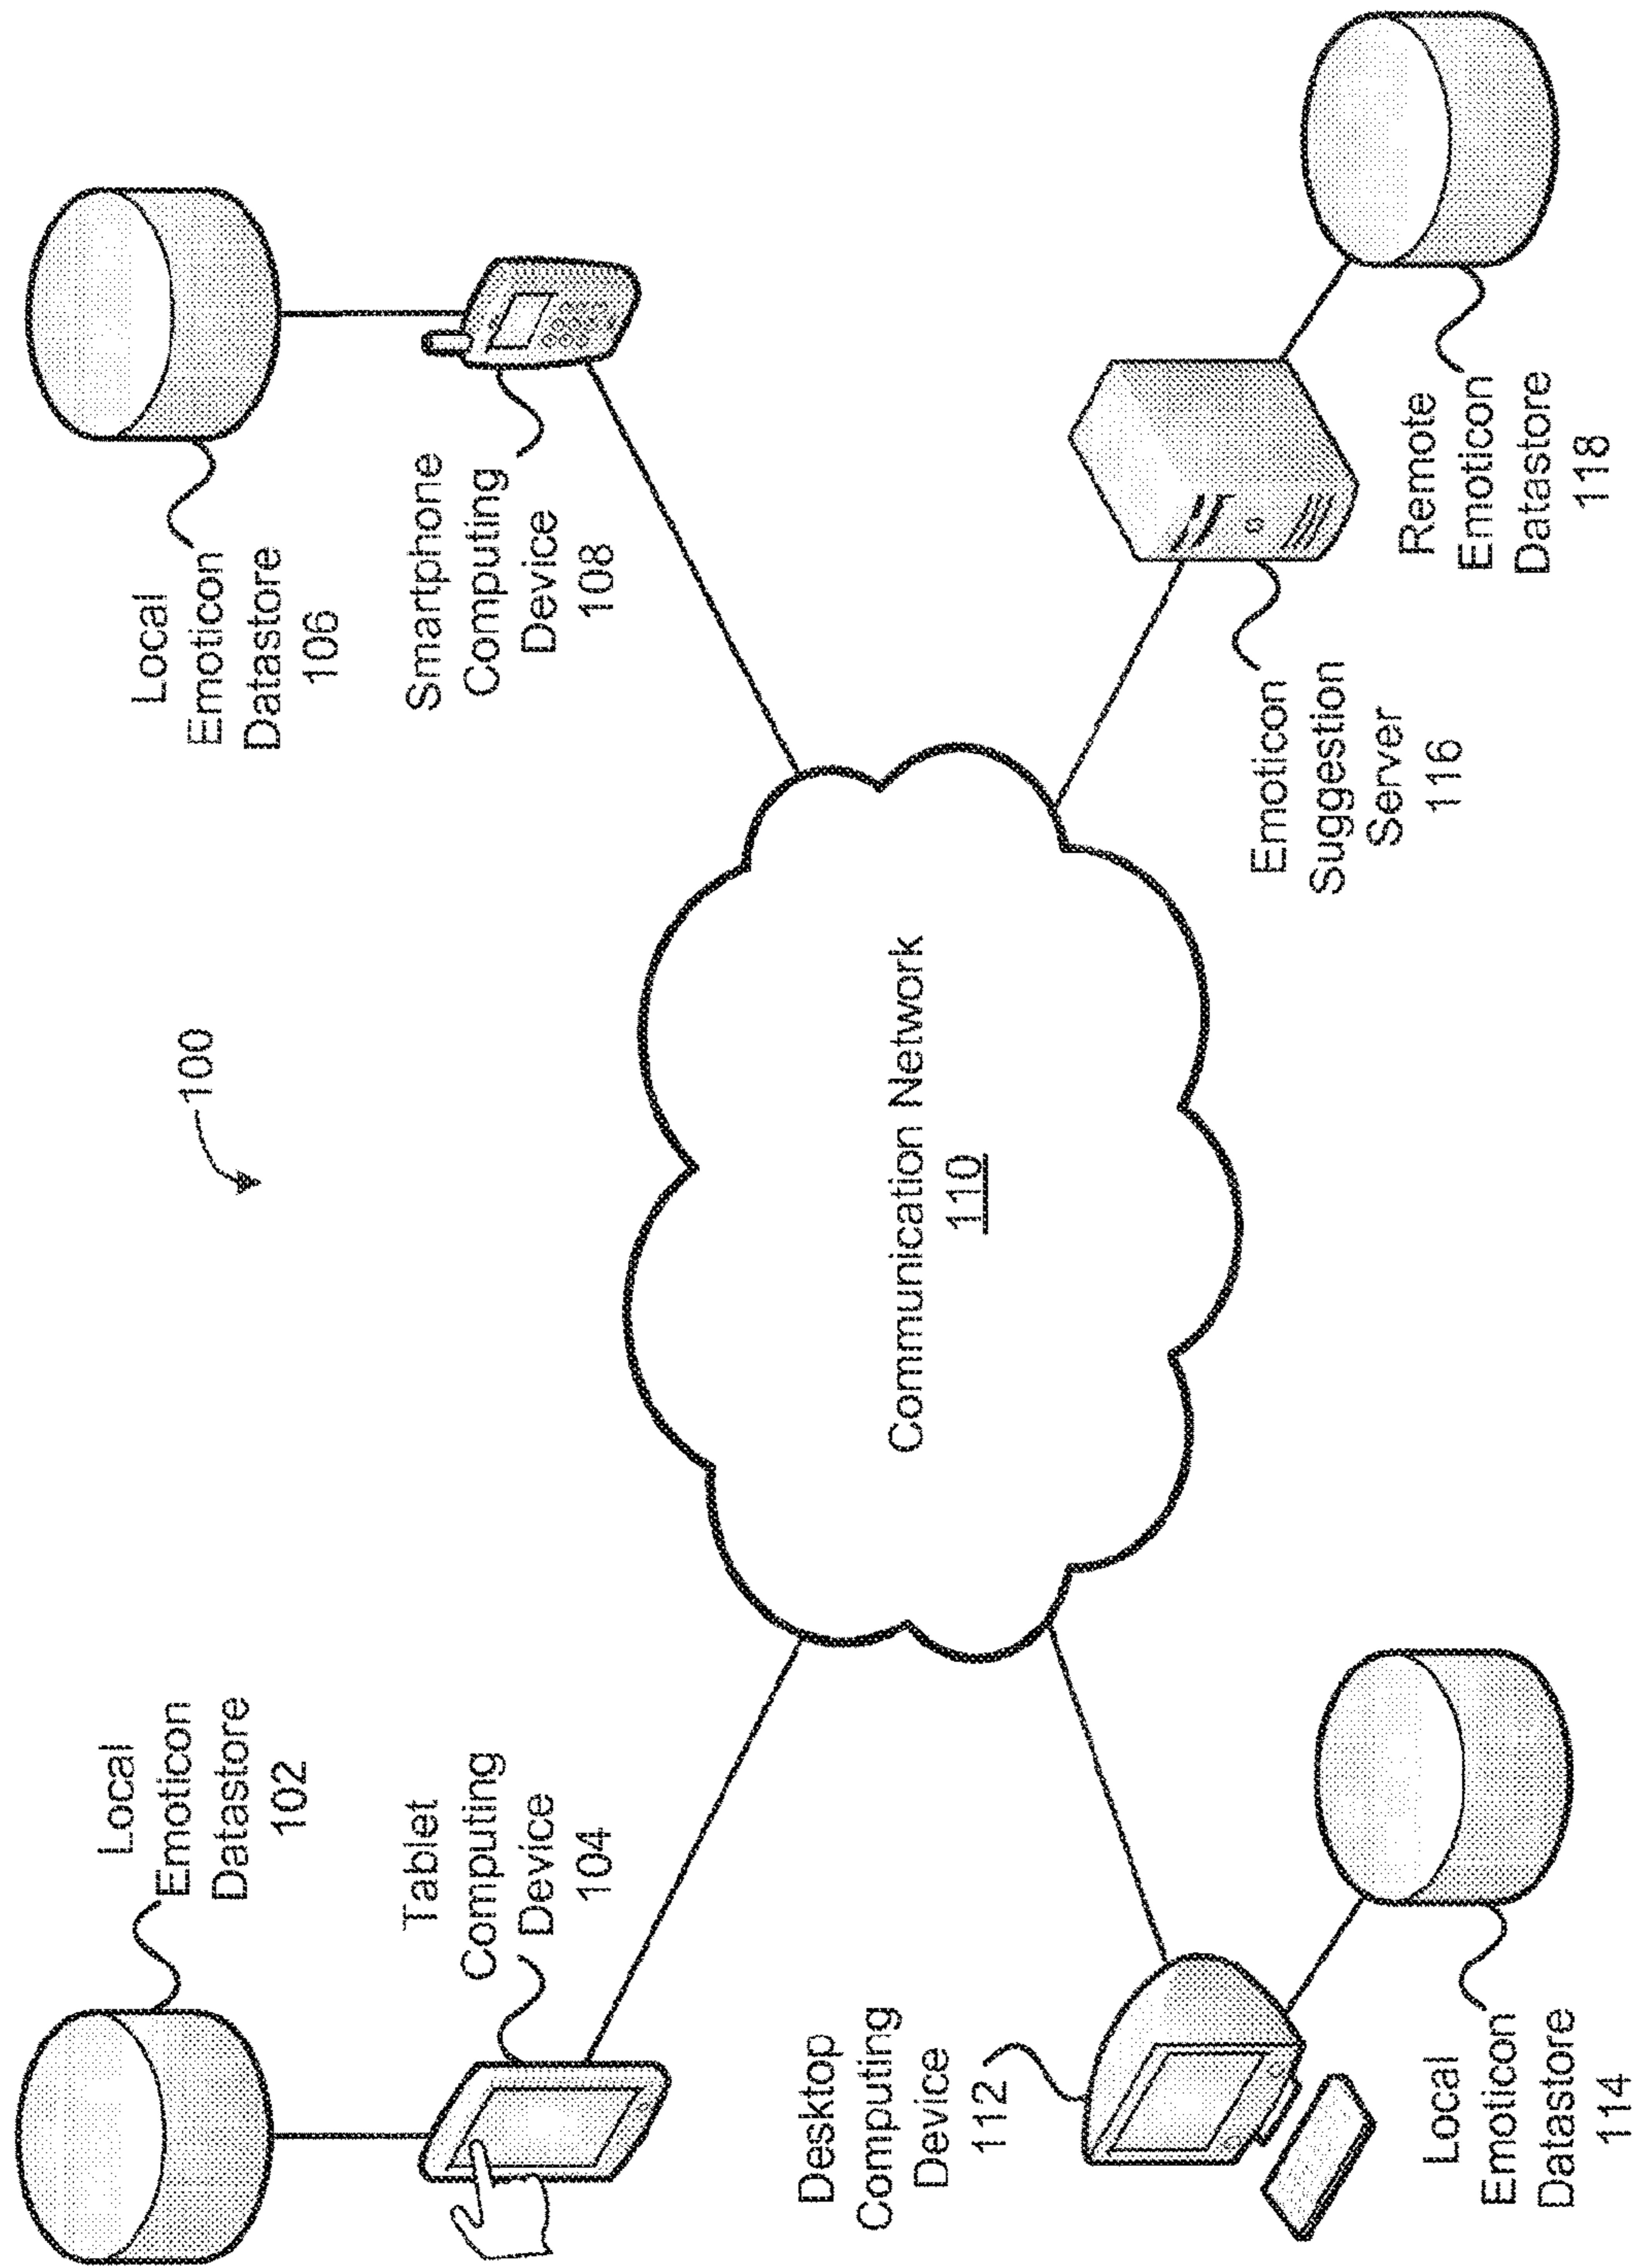 100
Local
Emoticon
Datastore
102
Tablet
Computing
Device
104
Local
Emoticon
Datastore
106
Smartphone
Computing
Device
108
Communication Network
110
Desktop
Computing
Device
112
Local
Emoticon
Datastore
114
Emoticon
Suggestion
Server
116
Remote
Emoticon
Datastore
118